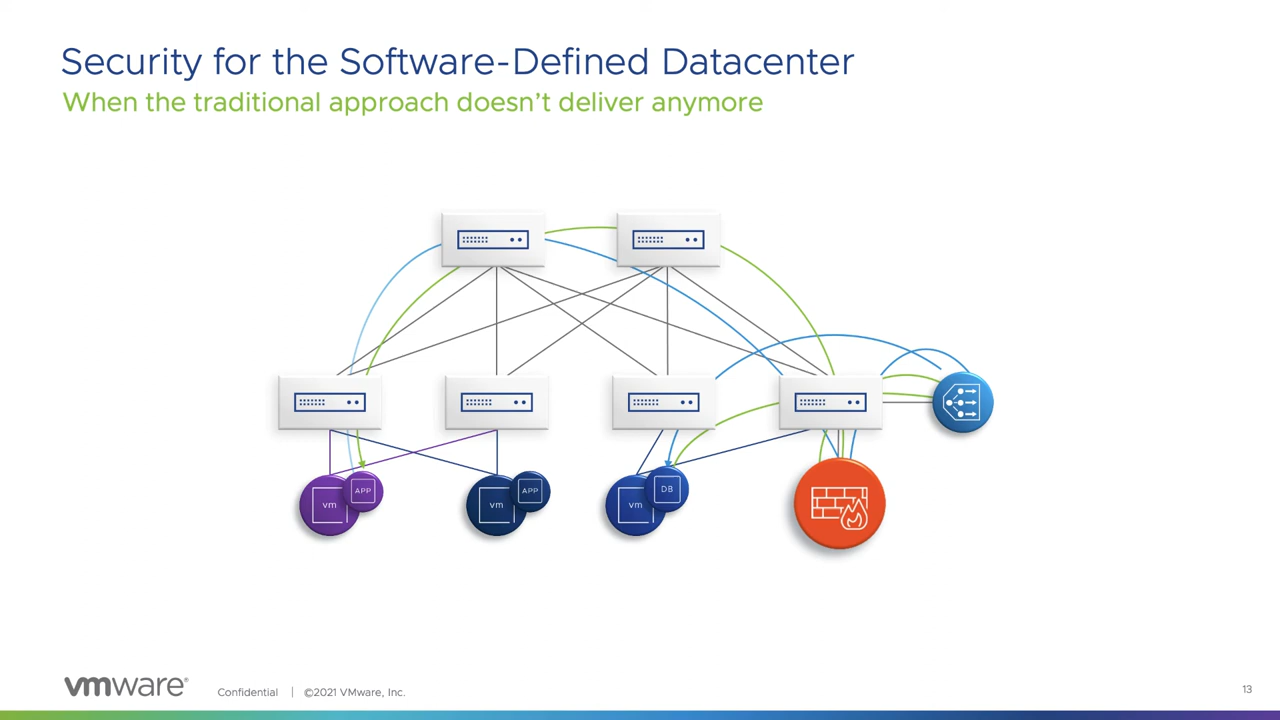 Security for the Software-Defined Datacenter
When the traditional approach doesn't deliver anymore
vm APP
vm APP
vm DB
vmware® Confidential | ©2021 VMware, Inc. 13